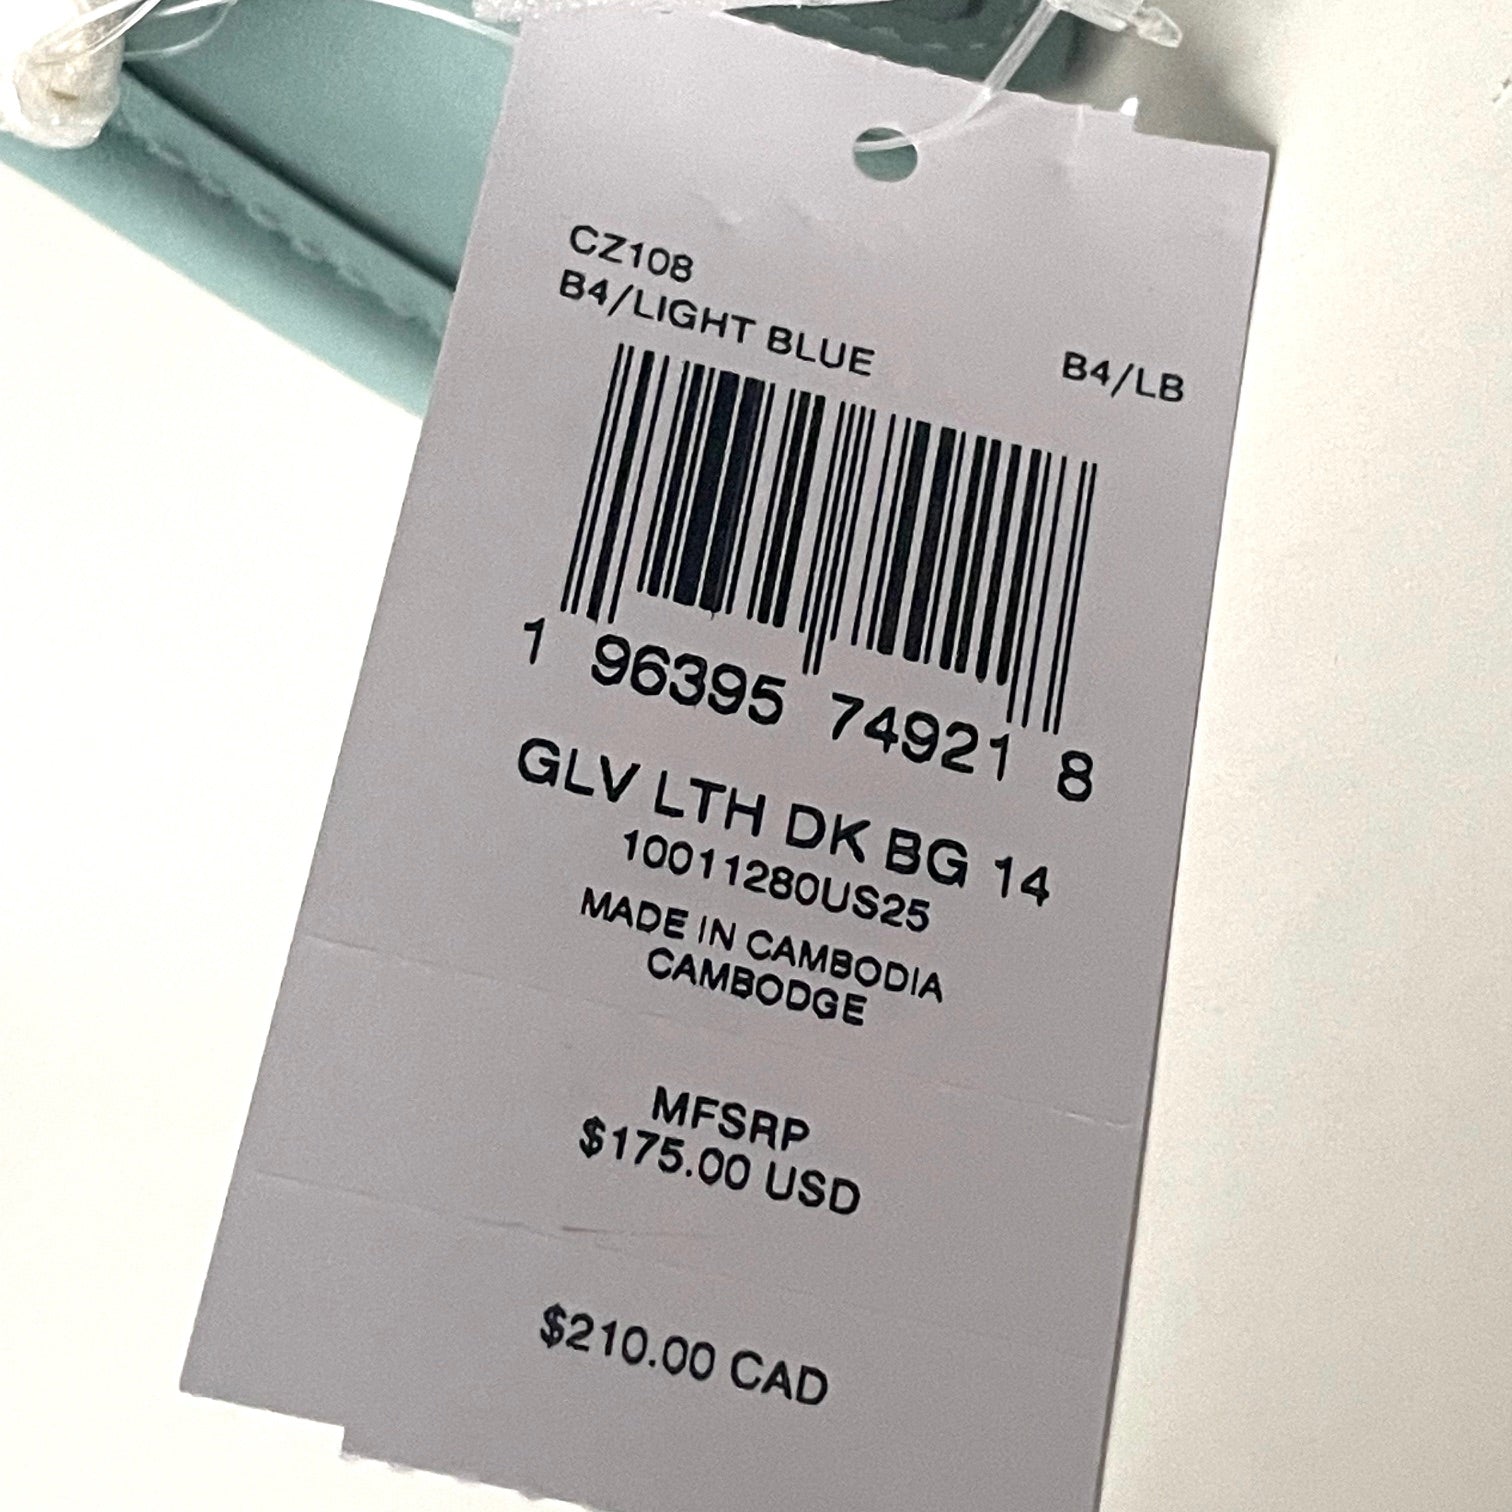 CZ108
B4/LIGHT BLUE B4/LB
1 96395 74921 8
GLV LTH DK BG 14
10011280US25
MADE IN CAMBODIA
CAMBODGE
MFSRP
$175.00 USD
$210.00 CAD